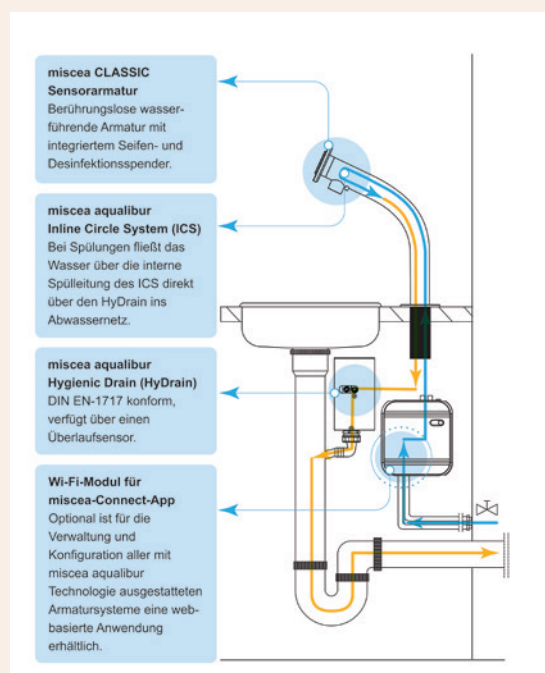 miscea CLASSIC
Sensorarmatur
Berührungslose wasser-
führende Armatur mit
integriertem Seifen- und
Desinfektionsspender.
miscea aqualibur
Inline Circle System (ICS)
Bei Spülungen fließt das
Wasser über die interne
Spülleitung des ICS direkt
über den HyDrain ins
Abwassernetz.
miscea aqualibur
Hygienic Drain (HyDrain)
DIN EN-1717 konform,
verfügt über einen
Überlaufsensor.
Wi-Fi-Modul für
miscea-Connect-App
Optional ist für die
Verwaltung und
Konfiguration aller mit
miscea aqualibur
Technologie ausgestatteten
Armatursysteme eine web-
basierte Anwendung
erhältlich.